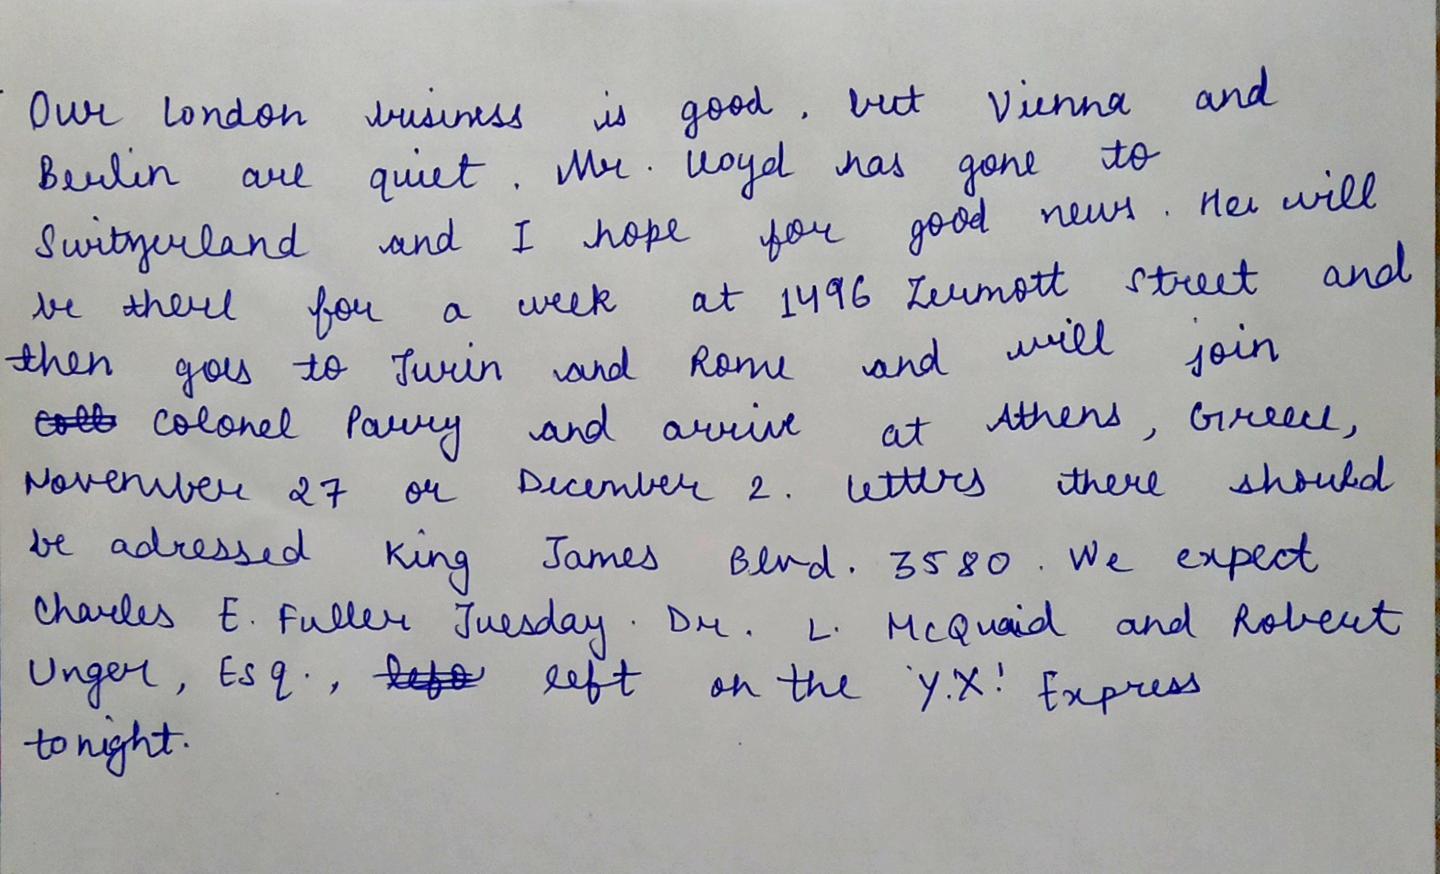 Our London business is good, but Vienna and
Berlin are quiet. Mr. Lloyd has gone to
Switzerland and I hope for good news. He will
be there for a week at 1496 Zermott Street and
then goes to Turin and Rome and will join
Colonel Parry and arrive at Athens, Greece,
November 27 or December 2. Letters there should
be adressed King James Blvd. 3580. We expect
Charles E. Fuller Tuesday. Dr. L. McQuaid and Robert
Unger, Esq., left on the 'Y.X.' Express
tonight.